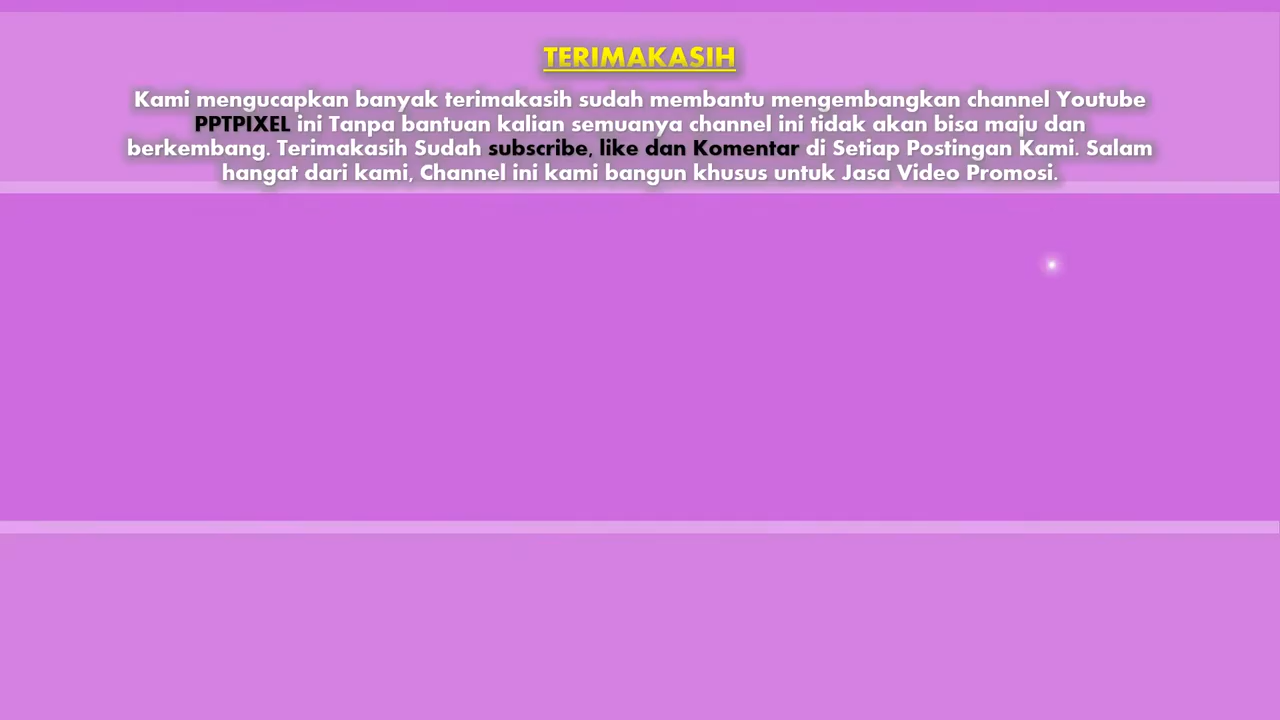 TERIMAKASIH
Kami mengucapkan banyak terimakasih sudah membantu mengembangkan channel Youtube
PPTPIXEL ini Tanpa bantuan kalian semuanya channel ini tidak akan bisa maju dan
berkembang. Terimakasih Sudah subscribe, like dan Komentar di Setiap Postingan Kami. Salam
hangat dari kami, Channel ini kami bangun khusus untuk Jasa Video Promosi.